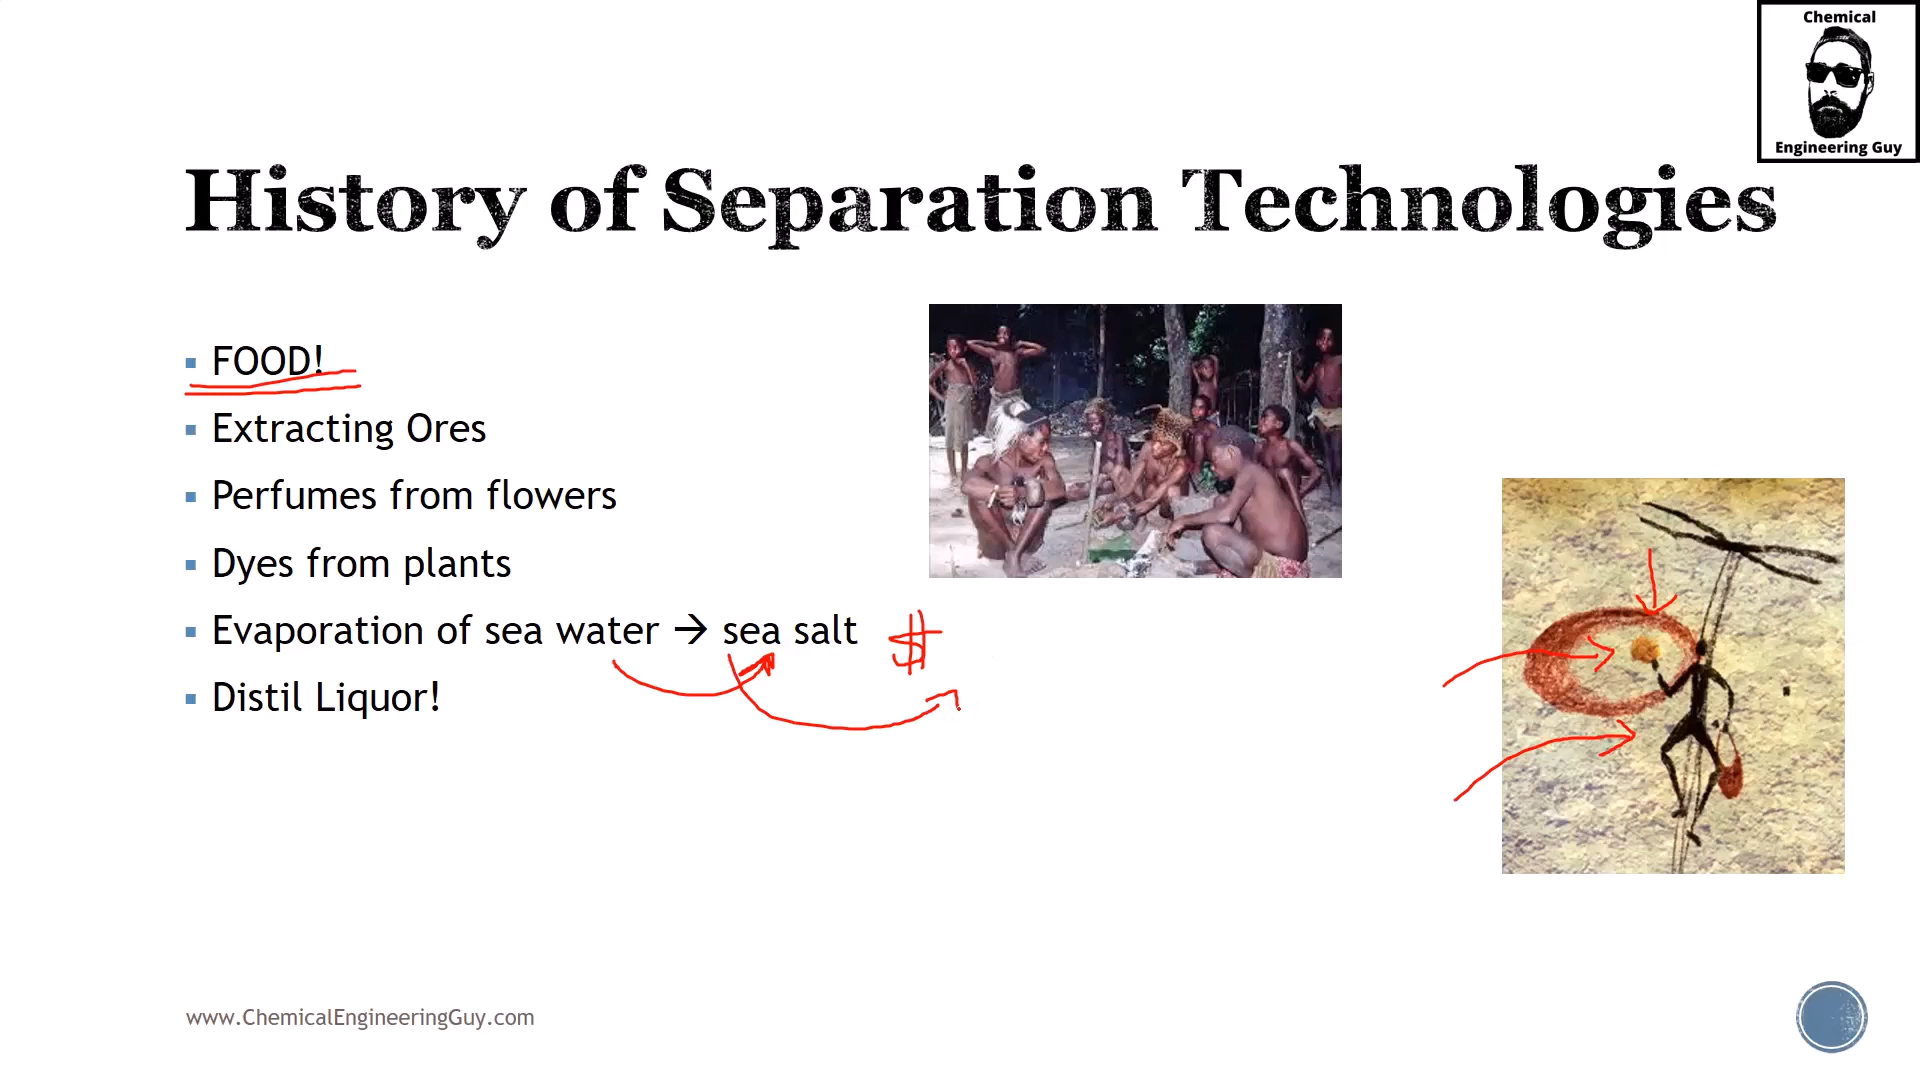 Chemical
Engineering Guy
History of Separation Technologies
FOOD!
Extracting Ores
Perfumes from flowers
Dyes from plants
Evaporation of sea water → sea salt $
Distil Liquor!
www.ChemicalEngineeringGuy.com